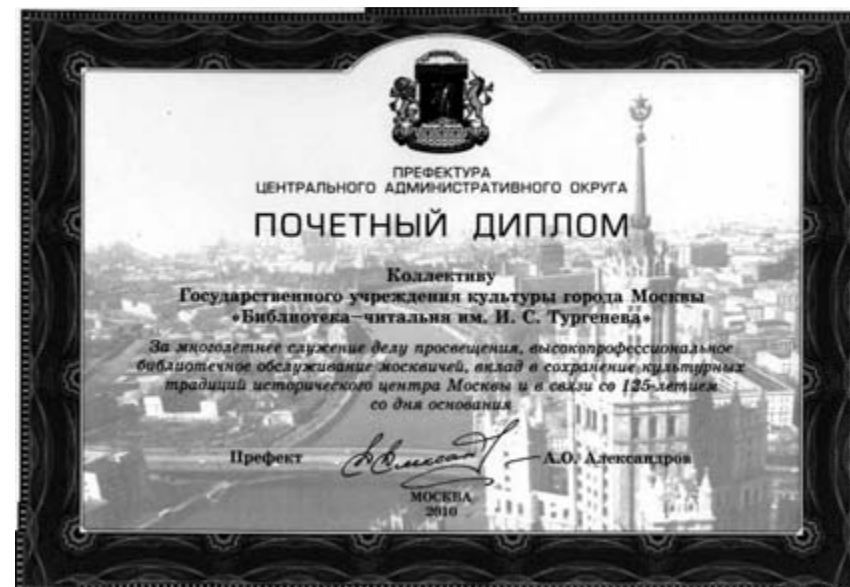 ПРЕФЕКТУРА
ЦЕНТРАЛЬНОГО АДМИНИСТРАТИВНОГО ОКРУГА
ПОЧЕТНЫЙ ДИПЛОМ
Коллективу
Государственного учреждения культуры города Москвы
«Библиотека-читальня им. И. С. Тургенева»
За многолетнее служение делу просвещения, высокопрофессиональное
библиотечное обслуживание москвичей, вклад в сохранение культурных
традиций исторического центра Москвы и в связи со 125-летием
со дня основания
Префект А.О. Александров
МОСКВА
2010